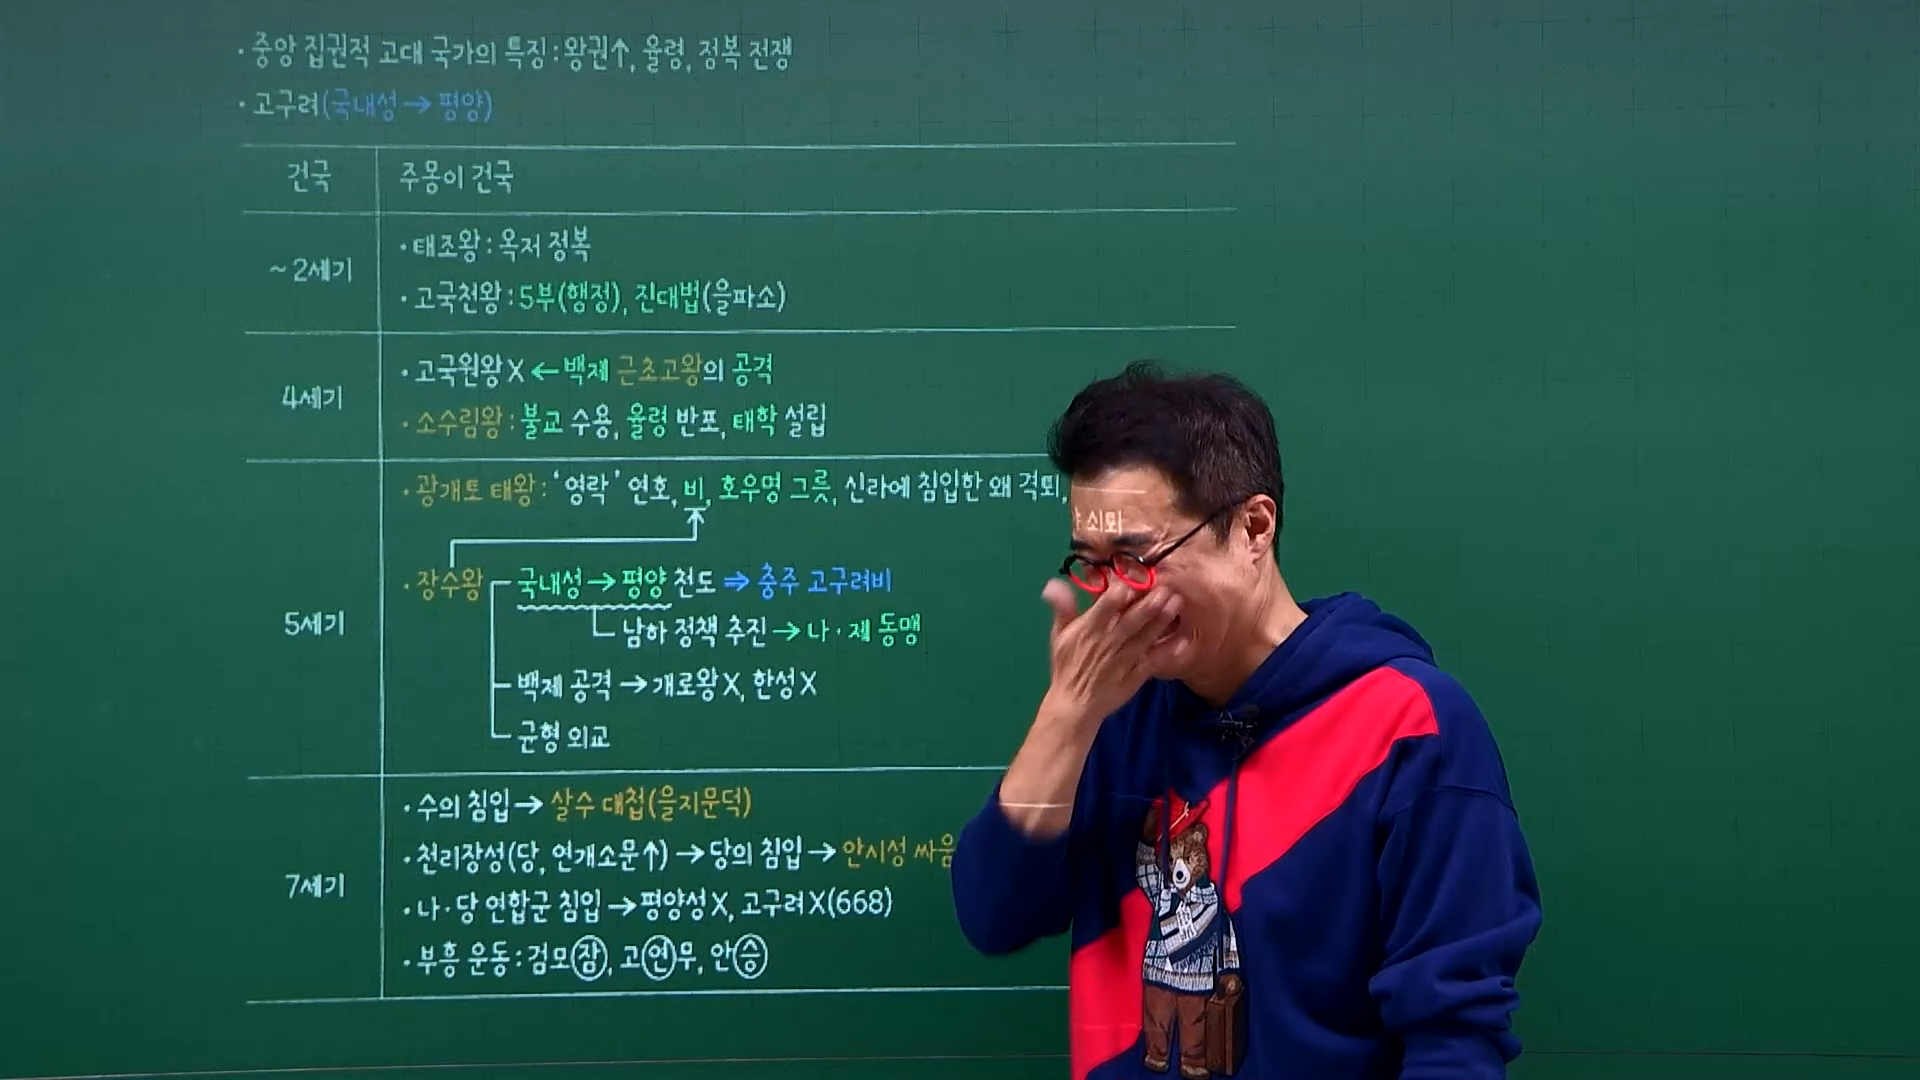 · 중앙 집권적 고대 국가의 특징 : 왕권↑, 율령, 정복 전쟁
· 고구려(국내성→평양)
건국 주몽이 건국
~2세기
· 태조왕 : 옥저 정복
· 고국천왕 : 5부(행정), 진대법(을파소)
4세기
· 고국원왕X ← 백제 근초고왕의 공격
· 소수림왕 : 불교 수용, 율령 반포, 태학 설립
5세기
· 광개토 태왕 : ‘영락’ 연호, 비, 호우명 그릇, 신라에 침입한 왜 격퇴,
쇠퇴
· 장수왕 국내성→평양 천도 ⇒ 충주 고구려비
남하 정책 추진→나·제 동맹
백제 공격→개로왕X, 한성X
균형 외교
7세기
· 수의 침입→살수 대첩(을지문덕)
· 천리장성(당, 연개소문↑)→당의 침입→안시성 싸움
· 나·당 연합군 침입→평양성X, 고구려X(668)
· 부흥 운동 : 검모잠, 고연무, 안승